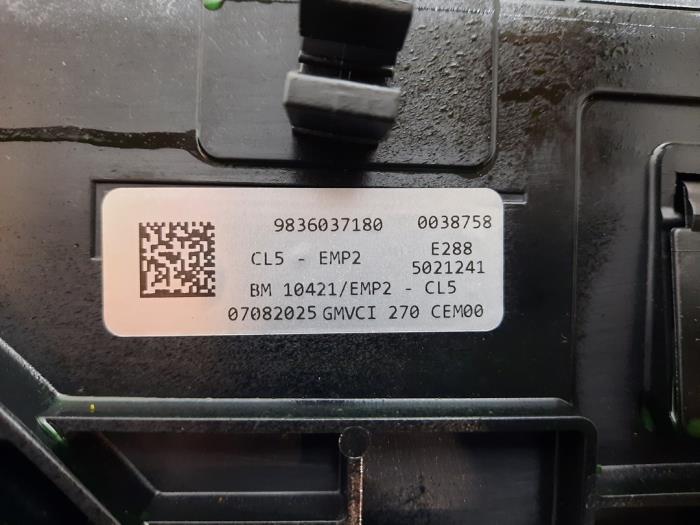 9836037180 0038758
CL5 - EMP2 E288
5021241
BM 10421/EMP2 - CL5
07082025 GMVCI 270 CEM00